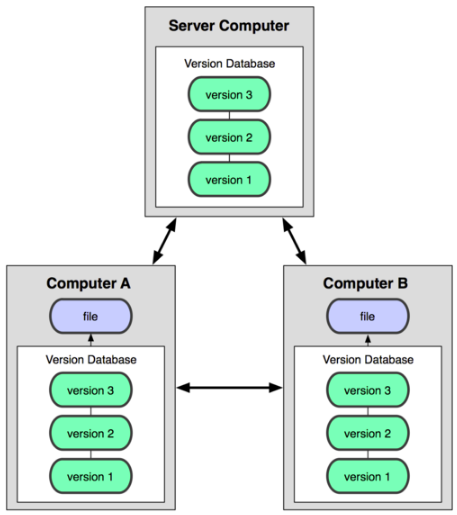 Server Computer
Version Database
version 3
version 2
version 1
Computer A
file
Version Database
version 3
version 2
version 1
Computer B
file
Version Database
version 3
version 2
version 1